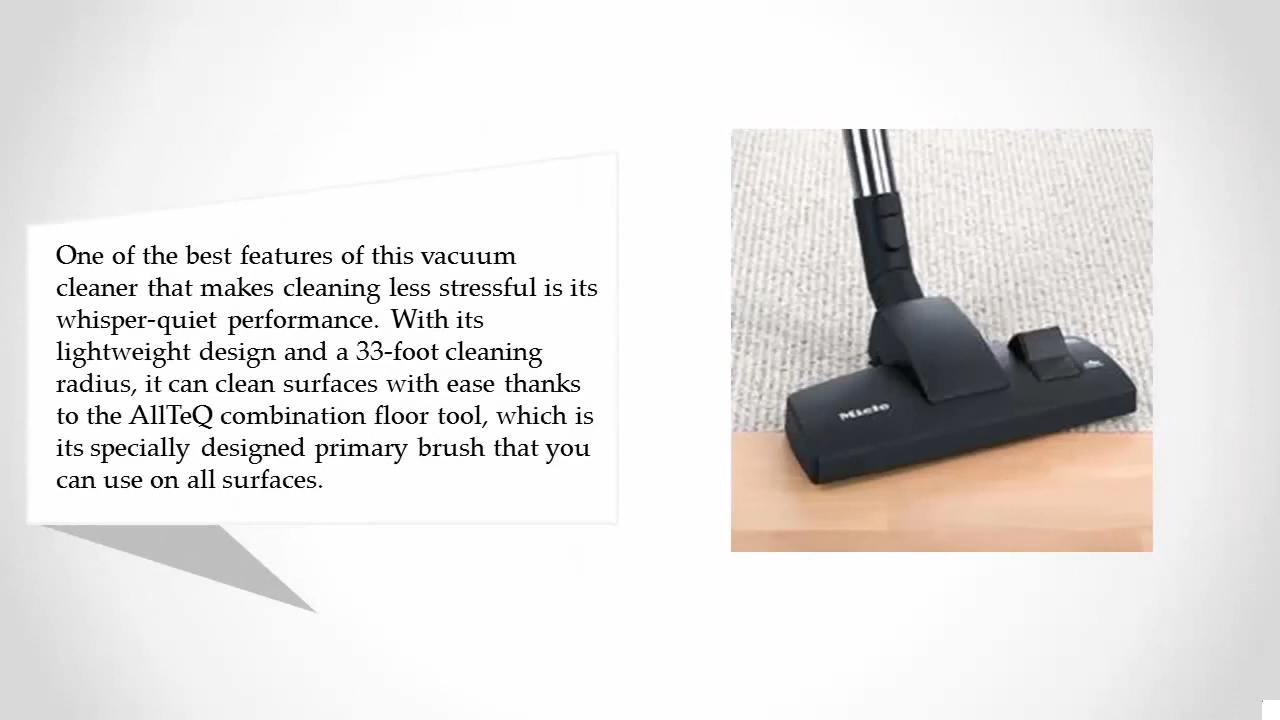 One of the best features of this vacuum
cleaner that makes cleaning less stressful is its
whisper-quiet performance. With its
lightweight design and a 33-foot cleaning
radius, it can clean surfaces with ease thanks
to the AllTeQ combination floor tool, which is
its specially designed primary brush that you
can use on all surfaces.
Miele